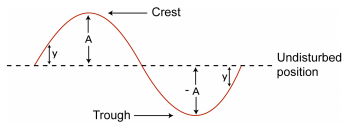 Crest
A
y
Undisturbed
position
y
- A
Trough